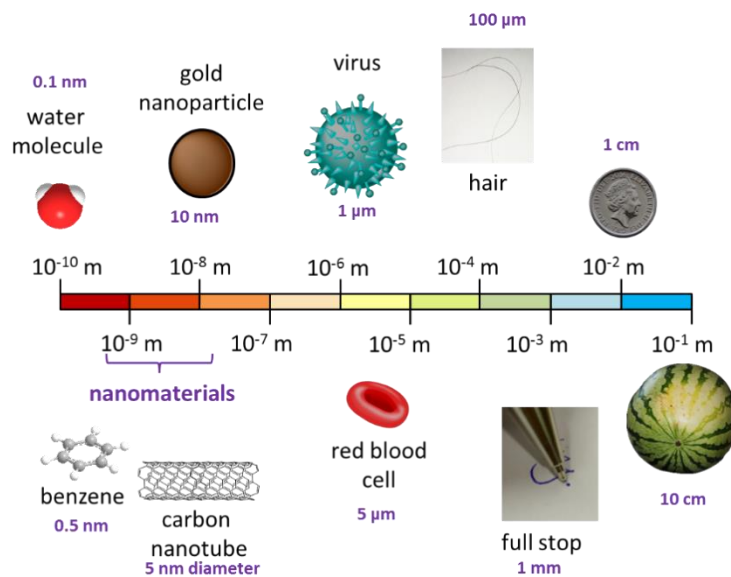 100 µm
0.1 nm
water
molecule
gold
nanoparticle
10 nm
virus
1 µm
hair
1 cm
10⁻¹⁰ m
10⁻⁸ m
10⁻⁶ m
10⁻⁴ m
10⁻² m
10⁻⁹ m
10⁻⁷ m
10⁻⁵ m
10⁻³ m
10⁻¹ m
nanomaterials
benzene
0.5 nm
carbon
nanotube
5 nm diameter
red blood
cell
5 µm
full stop
1 mm
10 cm